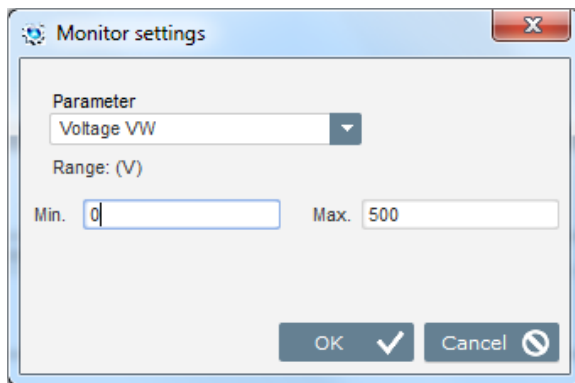 Monitor settings
Parameter
Voltage VW
Range: (V)
Min. 0 Max. 500
OK Cancel